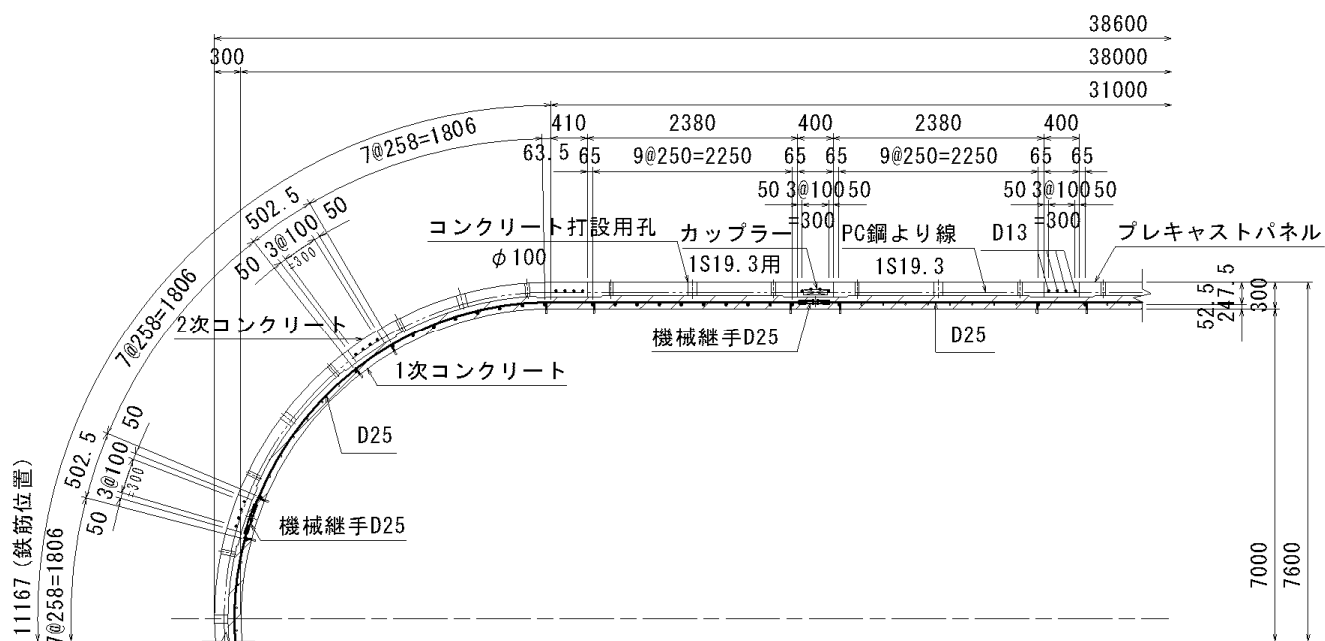 38600
300
38000
31000
410
2380
400
2380
400
7@258=1806
63.5
65
9@250=2250
65
65
9@250=2250
65
65
50
3@100
=300
50
50
3@100
=300
50
502.5
50
3@100
=300
50
コンクリート打設用孔
φ100
カップラー
1S19.3用
PC鋼より線
1S19.3
D13
プレキャストパネル
7@258=1806
2次コンクリート
1次コンクリート
機械継手D25
D25
52.5
247.5
300
D25
502.5
50
3@100
=300
50
機械継手D25
11167(鉄筋位置)
7@258=1806
7000
7600